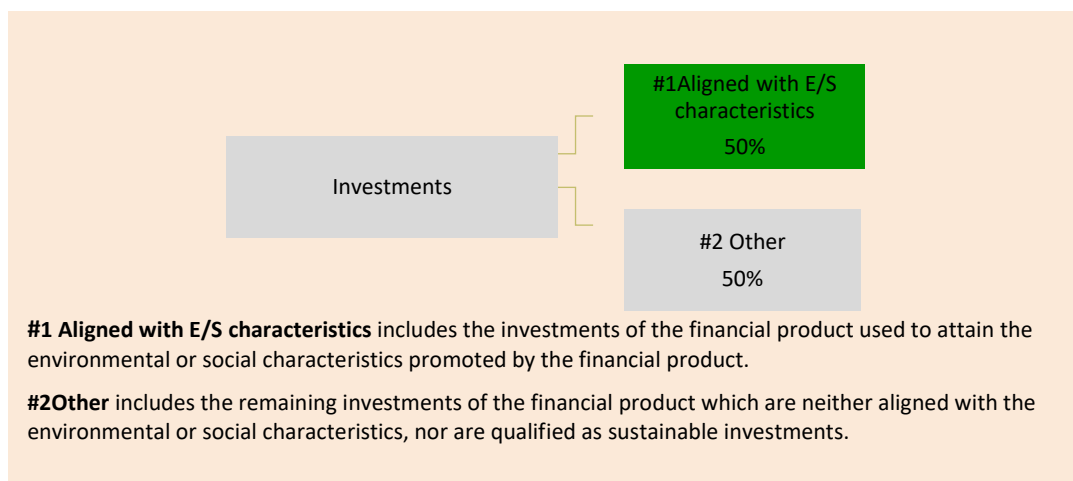 #1Aligned with E/S
characteristics
50%
Investments
#2 Other
50%
#1 Aligned with E/S characteristics includes the investments of the financial product used to attain the
environmental or social characteristics promoted by the financial product.
#2Other includes the remaining investments of the financial product which are neither aligned with the
environmental or social characteristics, nor are qualified as sustainable investments.